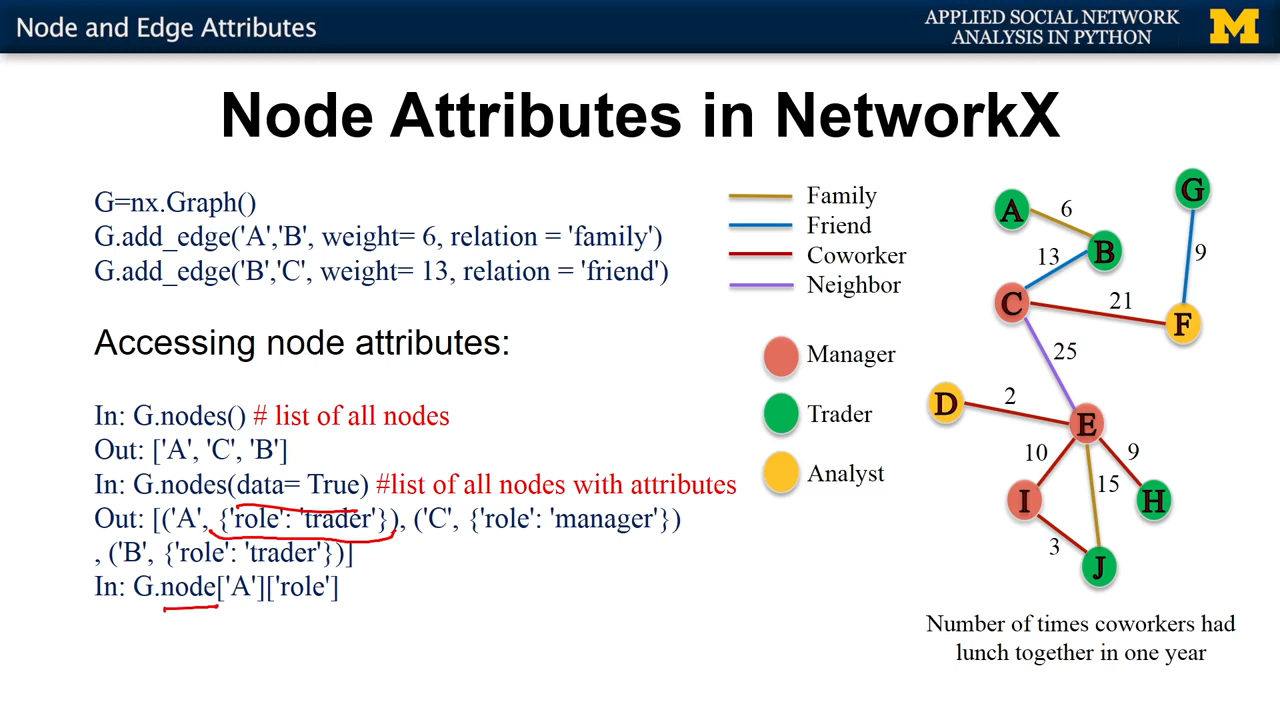 Node and Edge Attributes
APPLIED SOCIAL NETWORK
ANALYSIS IN PYTHON
M
Node Attributes in NetworkX
G=nx.Graph()
G.add_edge('A','B', weight= 6, relation = 'family')
G.add_edge('B','C', weight= 13, relation = 'friend')
Accessing node attributes:
In: G.nodes() # list of all nodes
Out: ['A', 'C', 'B']
In: G.nodes(data= True) #list of all nodes with attributes
Out: [('A', {'role': 'trader'}), ('C', {'role': 'manager'})
, ('B', {'role': 'trader'})]
In: G.node['A']['role']
Family
Friend
Coworker
Neighbor
Manager
Trader
Analyst
G
A
6
B
13
9
C
21
F
25
D
2
E
10
9
15
I
H
3
J
Number of times coworkers had
lunch together in one year